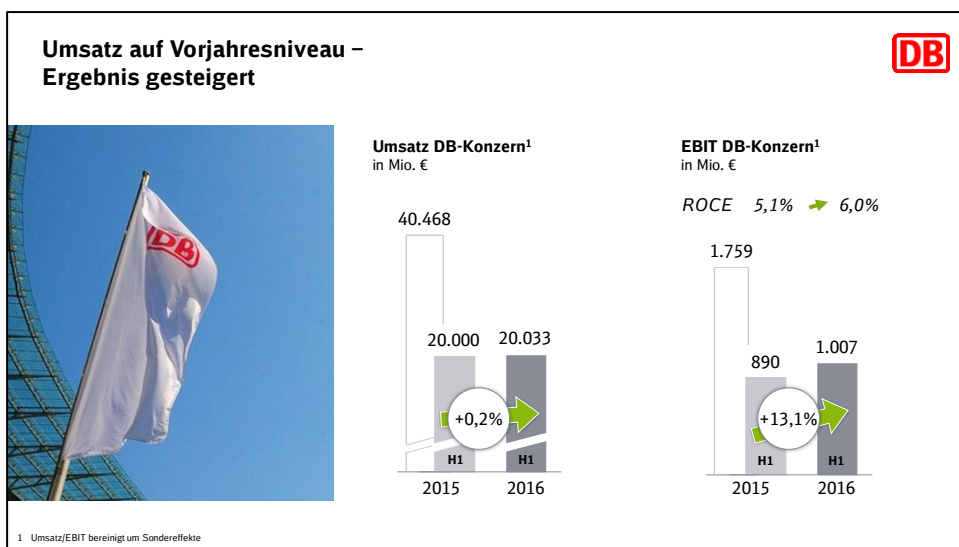 Umsatz auf Vorjahresniveau –
Ergebnis gesteigert
DB
DB
Umsatz DB-Konzern¹
in Mio. €
40.468
20.000
20.033
+0,2%
H1
H1
2015
2016
EBIT DB-Konzern¹
in Mio. €
ROCE 5,1% 6,0%
1.759
890
1.007
+13,1%
H1
H1
2015
2016
1 Umsatz/EBIT bereinigt um Sondereffekte